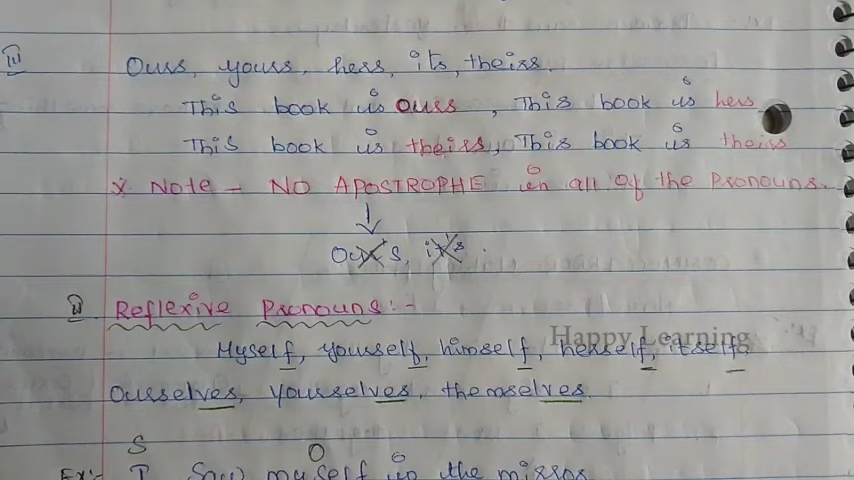 iii Ours, yours, hers, its, theirs.
This book is ours, This book is hers
This book is theirs, This book is theirs
x Note - NO APOSTROPHE in all of the Pronouns.
Our's, it's.
ii Reflexive Pronouns:-
Happy Learning
Myself, yourself, himself, herself, itself.
Ourselves, yourselves, themselves.
S O
Ex:- I saw myself in the mirror